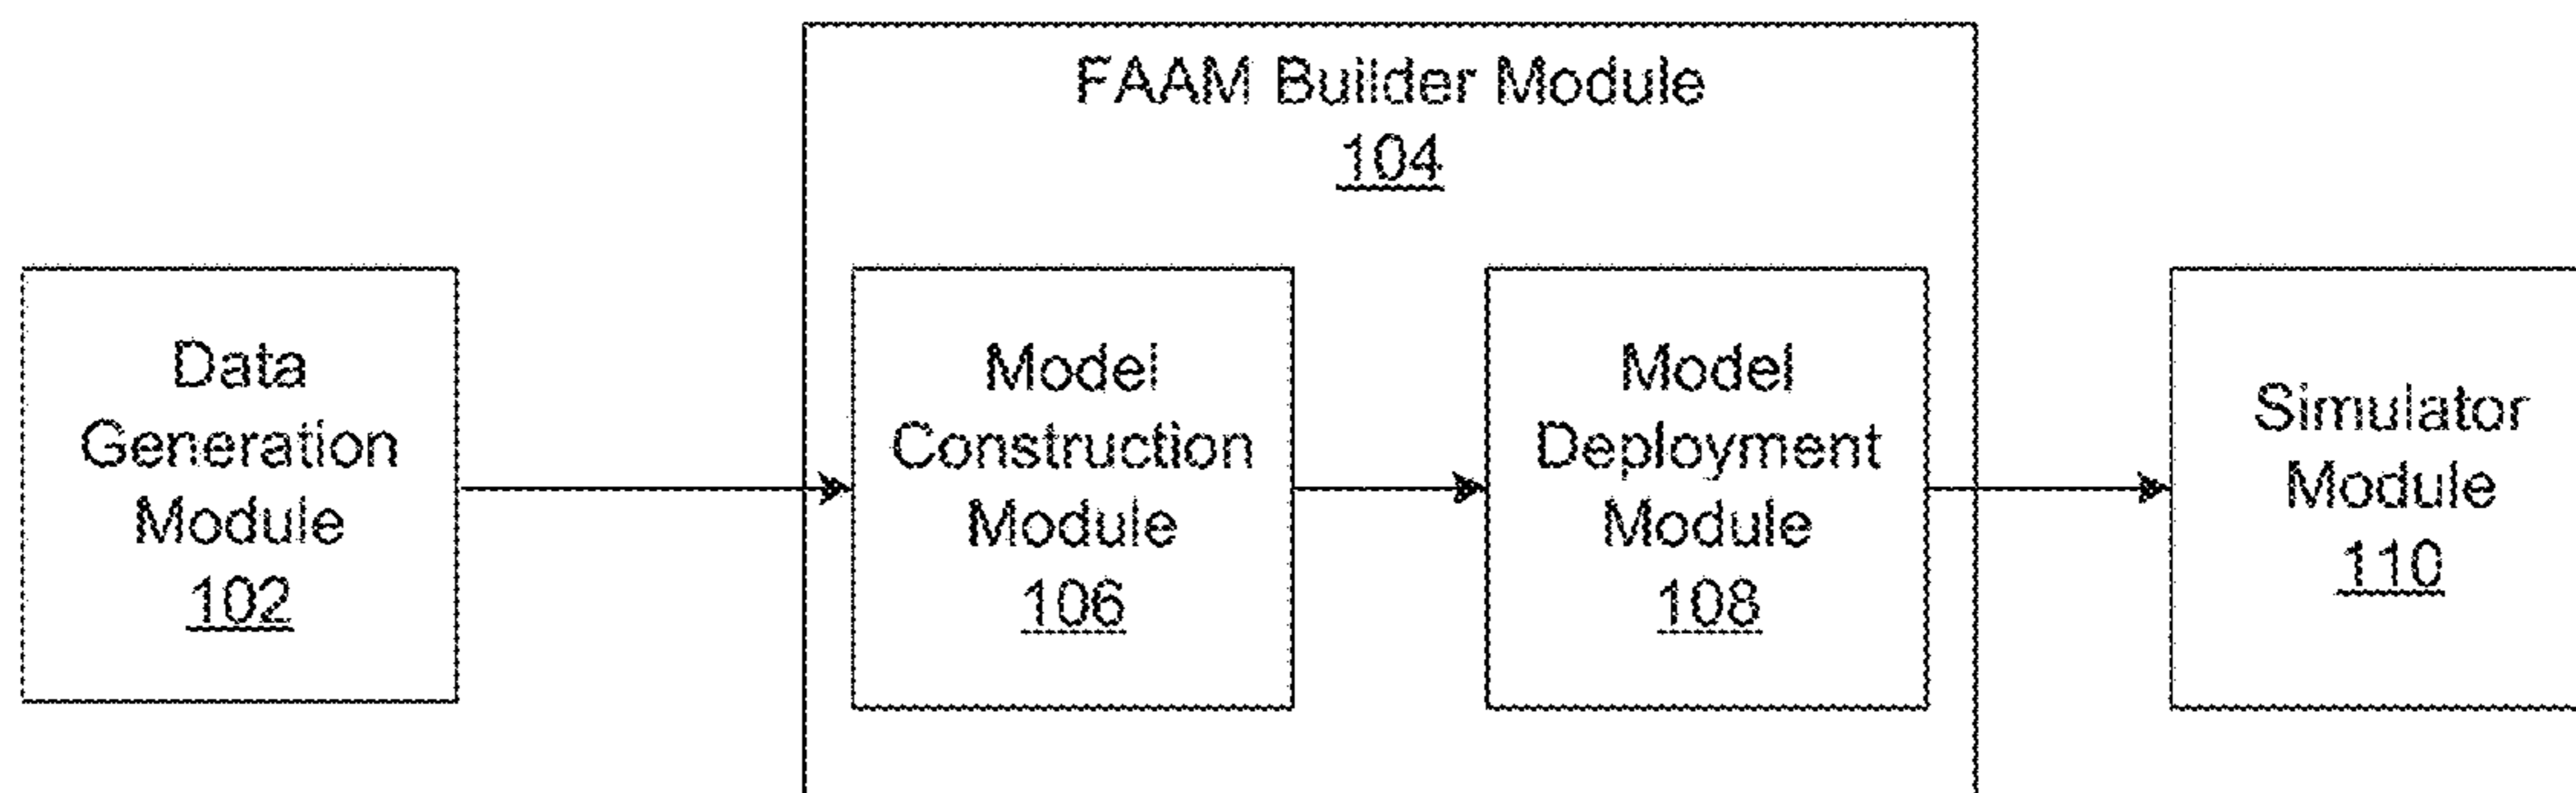 FAAM Builder Module
104
Data
Generation
Module
102
Model
Construction
Module
106
Model
Deployment
Module
108
Simulator
Module
110